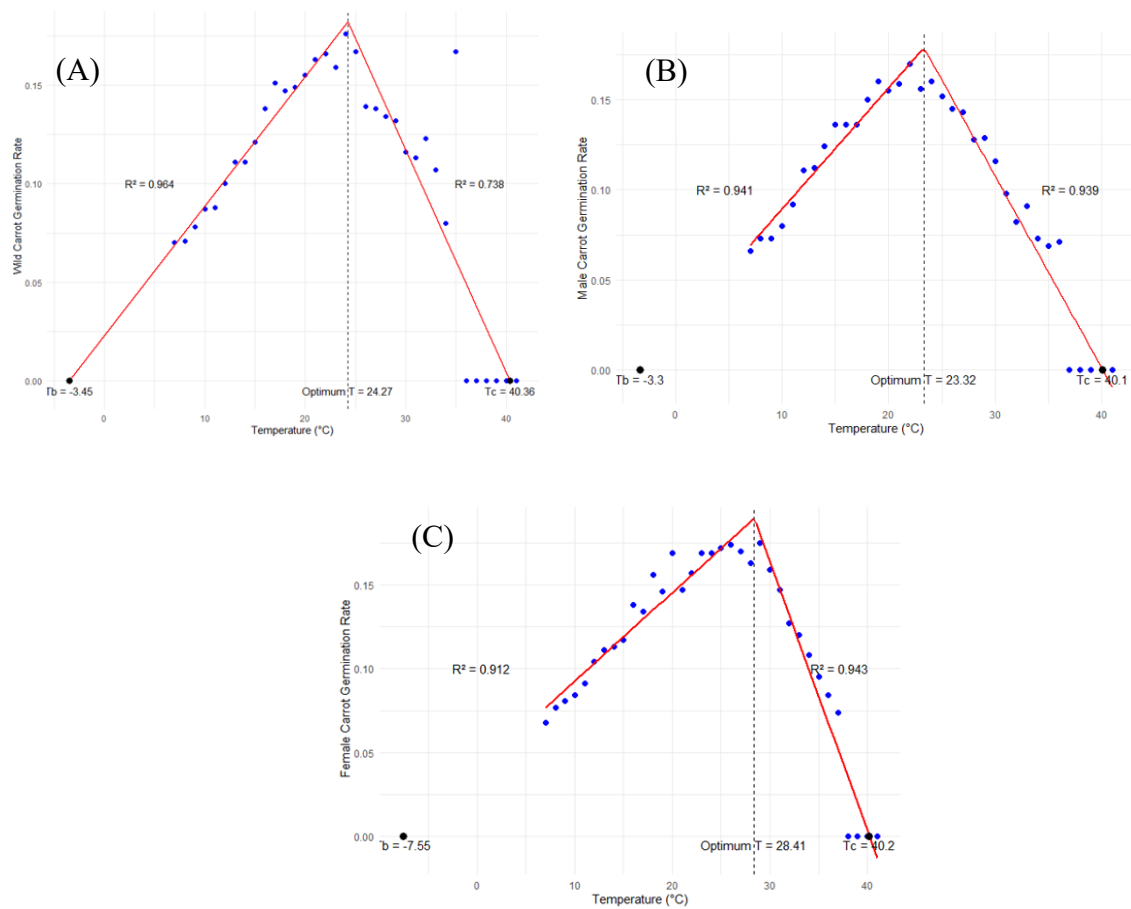 (A)
Wild Carrot Germination Rate
0.15
0.10
0.05
0.00
R² = 0.964
R² = 0.738
Tb = -3.45
Optimum T = 24.27
Tc = 40.36
0
10
20
30
40
Temperature (°C)
(B)
Male Carrot Germination Rate
0.15
0.10
0.05
0.00
R² = 0.941
R² = 0.939
Tb = -3.3
Optimum T = 23.32
Tc = 40.1
0
10
20
30
40
Temperature (°C)
(C)
Female Carrot Germination Rate
0.15
0.10
0.05
0.00
R² = 0.912
R² = 0.943
b = -7.55
Optimum T = 28.41
Tc = 40.2
0
10
20
30
40
Temperature (°C)